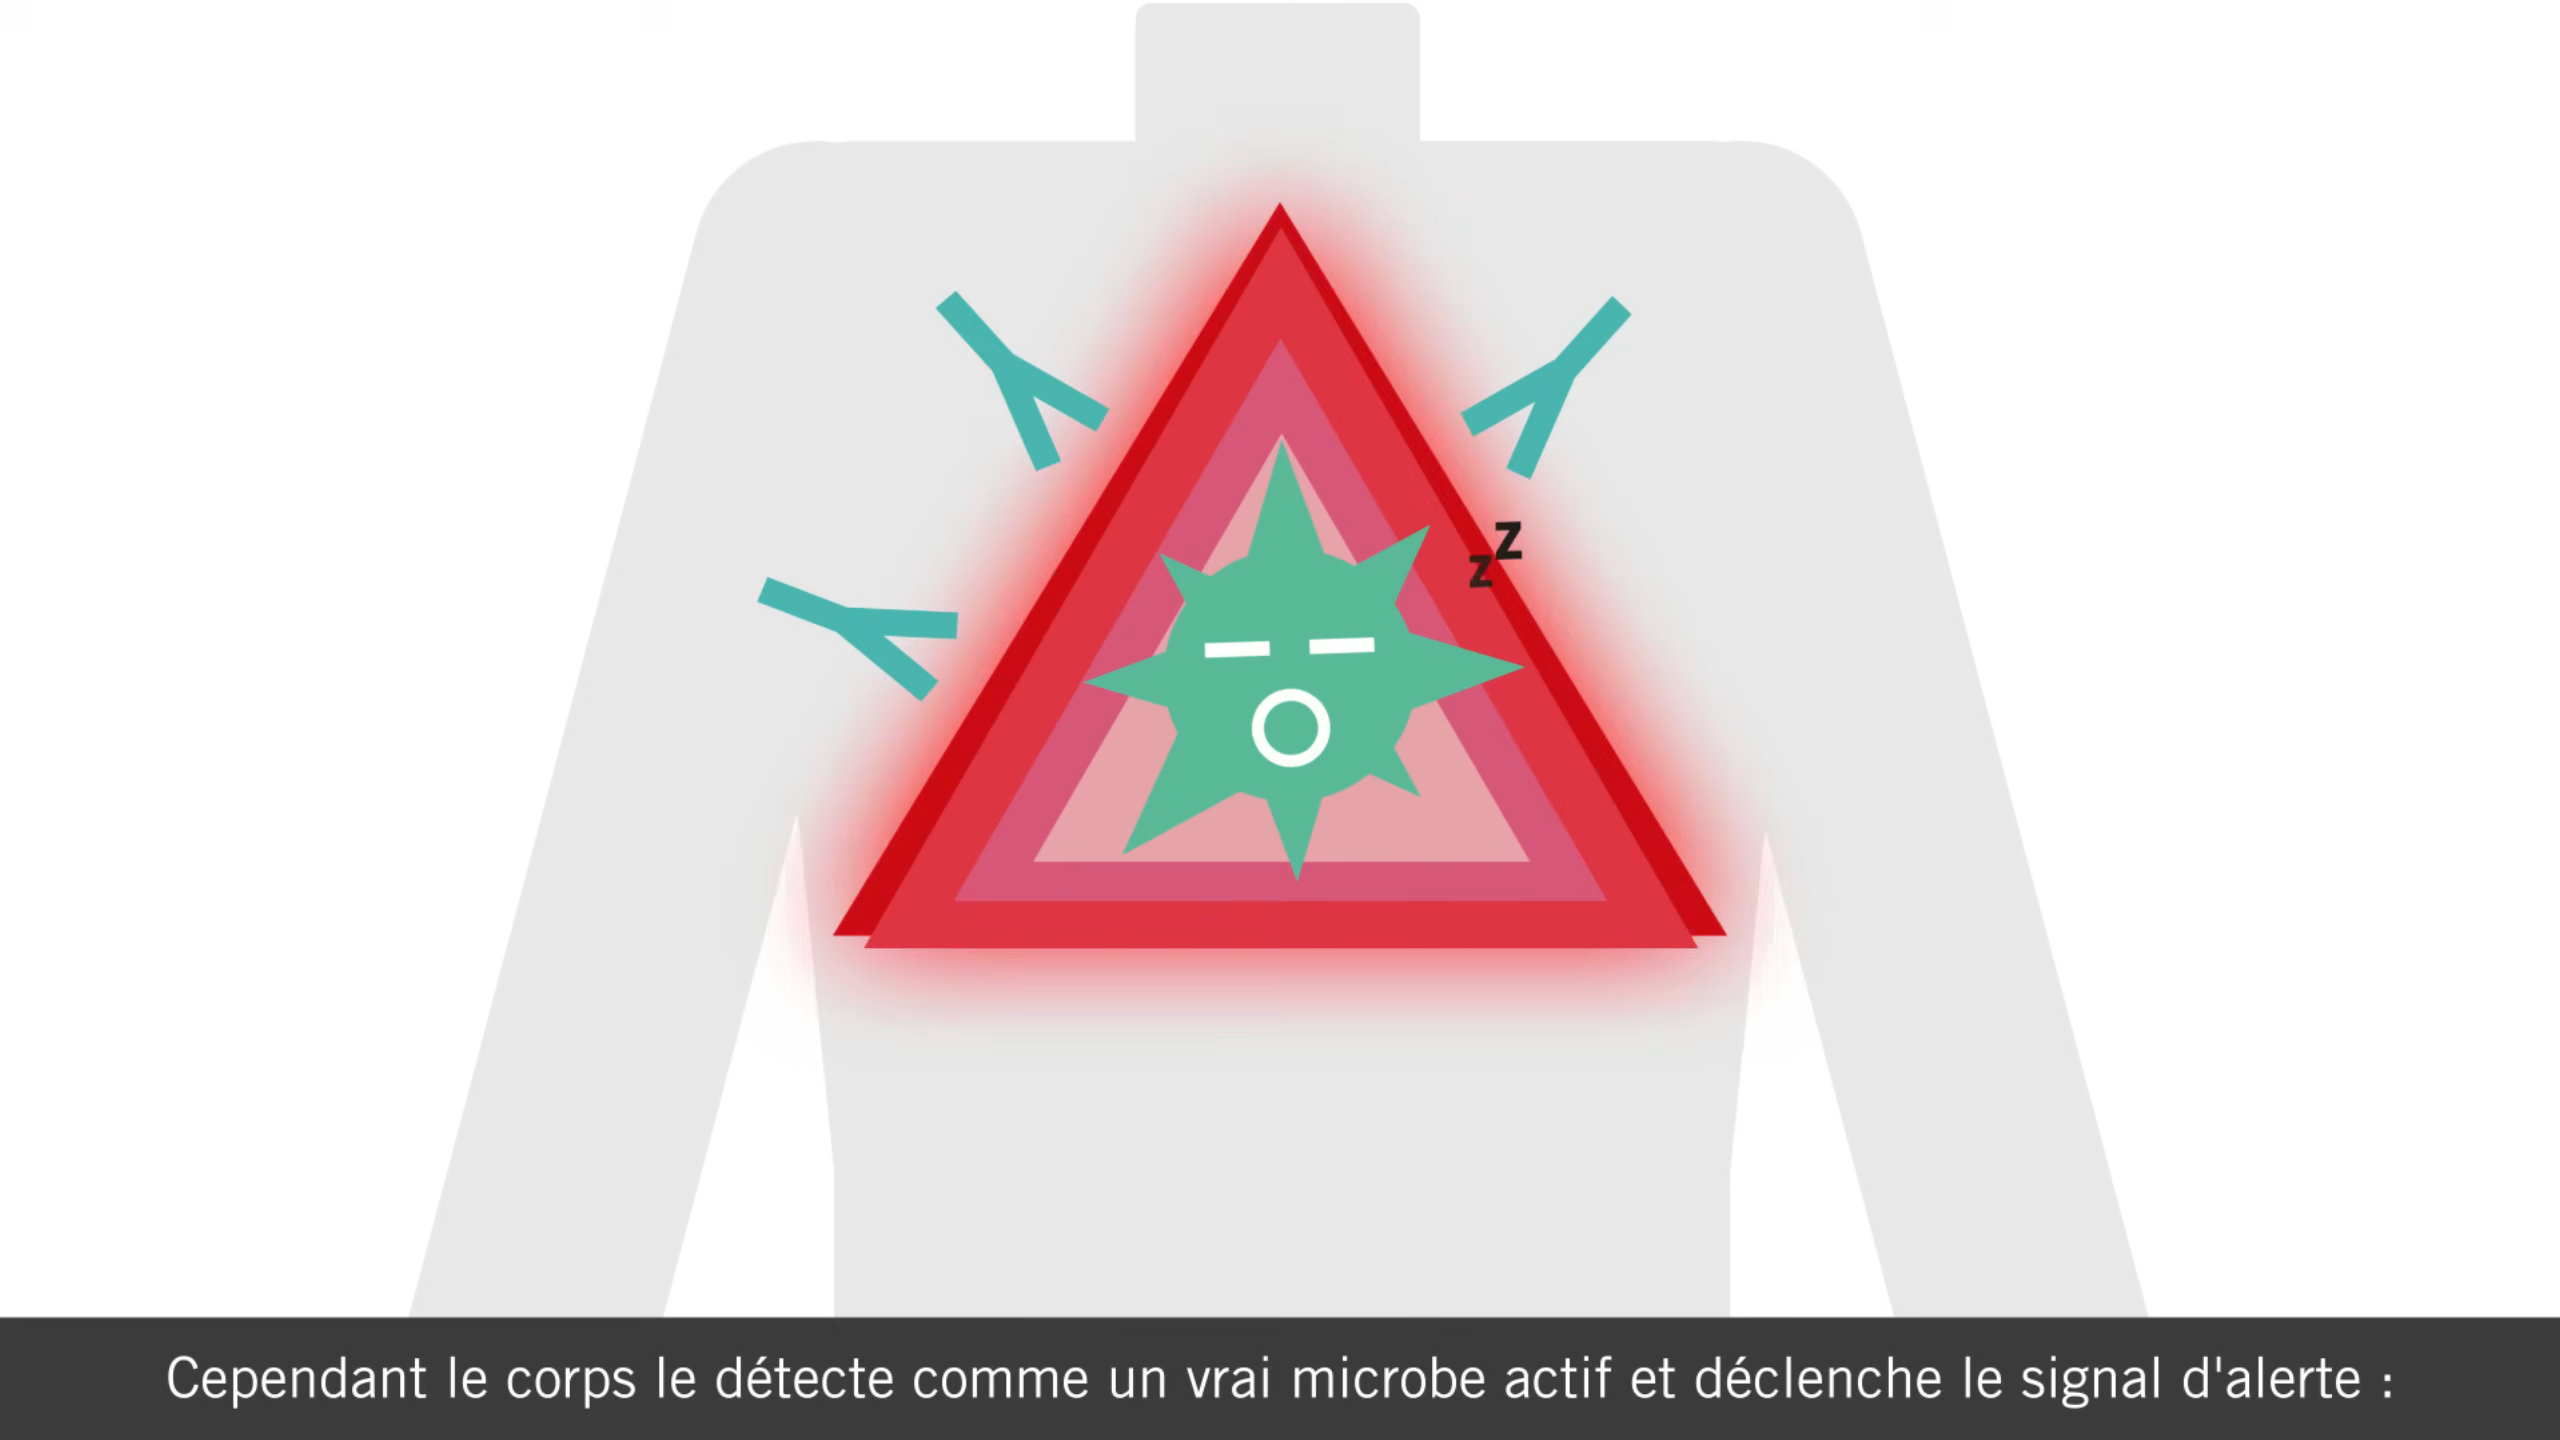 z
z
Cependant le corps le détecte comme un vrai microbe actif et déclenche le signal d'alerte :